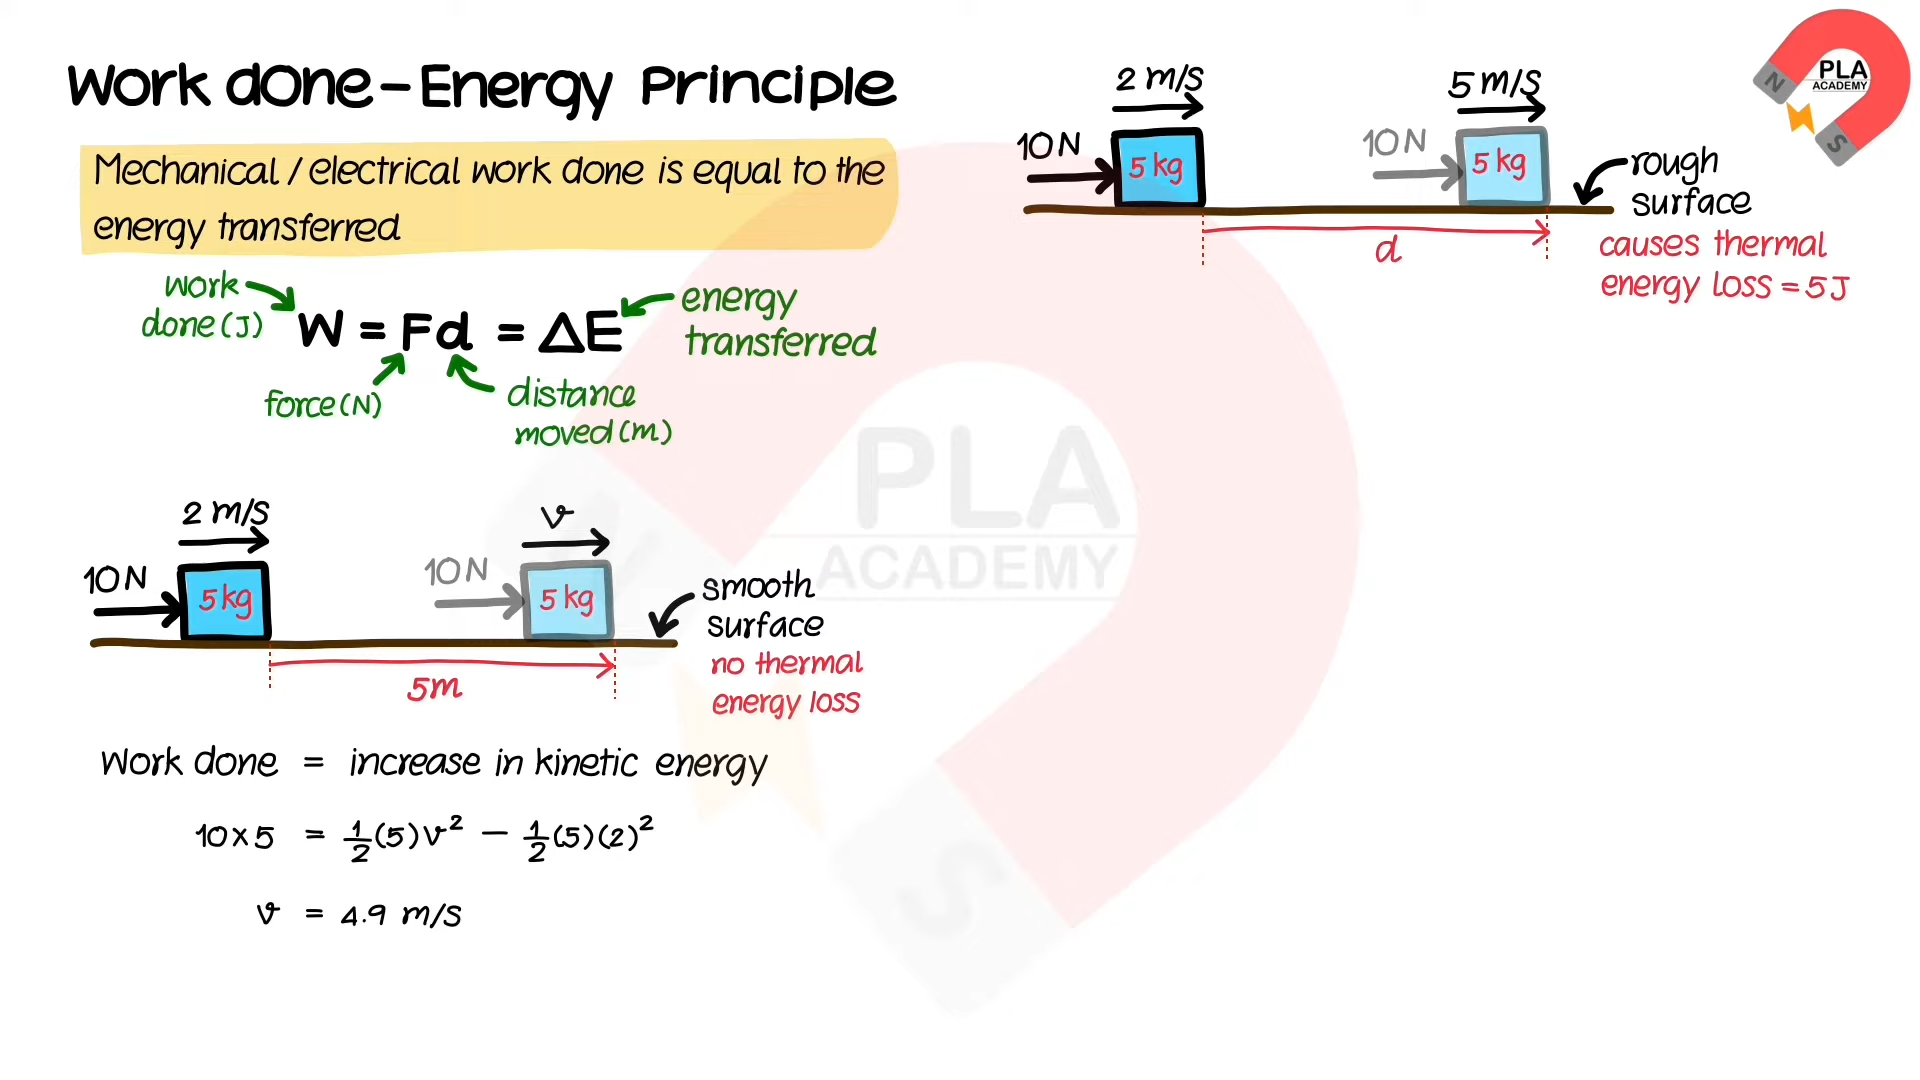 Work done – Energy Principle
Mechanical / electrical work done is equal to the
energy transferred
work
done (J)
W = Fd = ΔE
energy
transferred
force (N)
distance
moved (m)
2 m/s
v
10 N
5 kg
10 N
5 kg
smooth
surface
no thermal
energy loss
5m
Work done = increase in kinetic energy
10 × 5 = 1/2 (5) v² – 1/2 (5)(2)²
v = 4.9 m/s
2 m/s
5 m/s
10 N
5 kg
10 N
5 kg
rough
surface
causes thermal
energy loss = 5 J
d
PLA
ACADEMY
N
S
PLA
ACADEMY
S